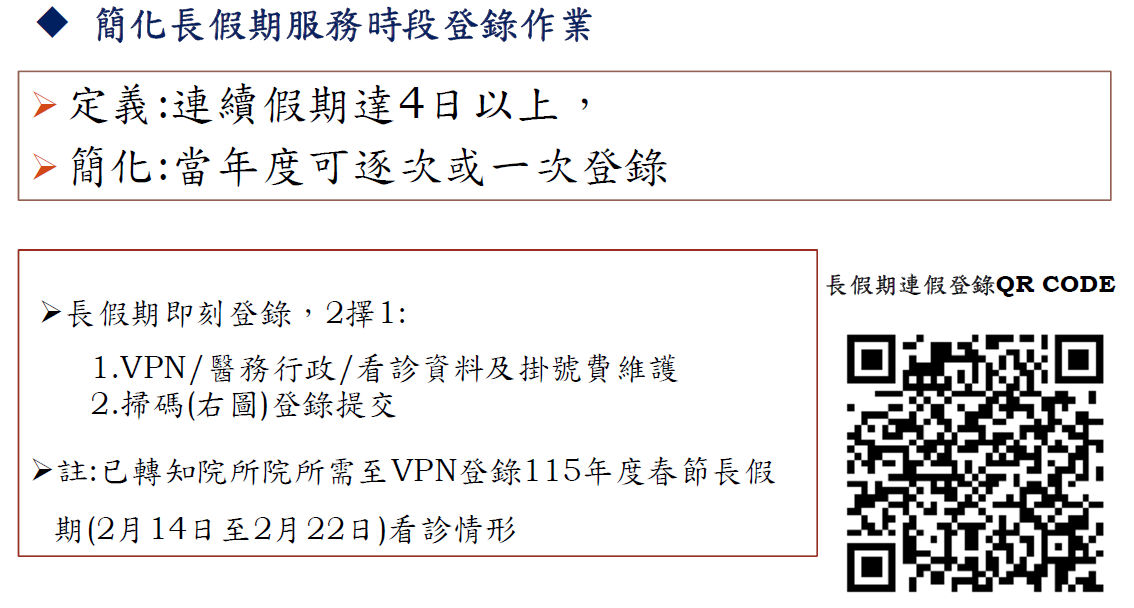 ◆ 簡化長假期服務時段登錄作業
➢定義:連續假期達4日以上，
➢簡化:當年度可逐次或一次登錄
長假期連假登錄QR CODE
➢長假期即刻登錄，2擇1:
1.VPN/醫務行政/看診資料及掛號費維護
2.掃碼(右圖)登錄提交
➢註:已轉知院所院所需至VPN登錄115年度春節長假
期(2月14日至2月22日)看診情形